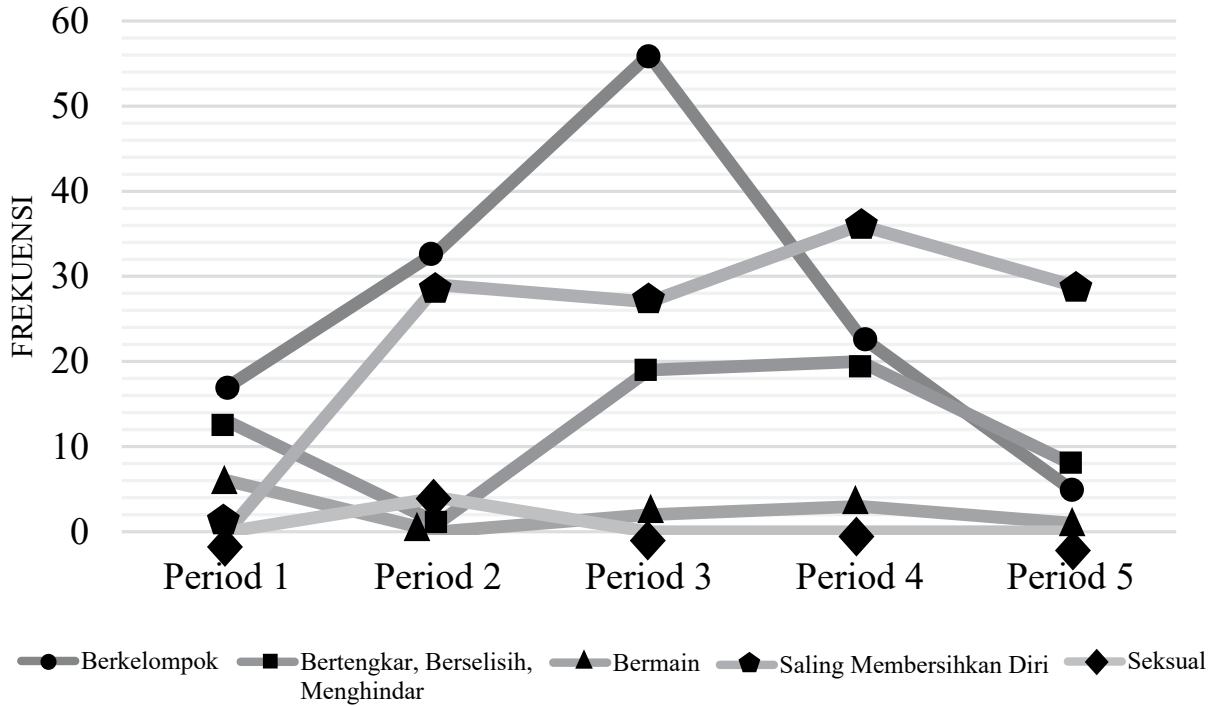 60
50
40
30
20
10
0
FREKUENSI
Period 1 Period 2 Period 3 Period 4 Period 5
Berkelompok Bertengkar, Berselisih, Bermain Saling Membersihkan Diri Seksual
Menghindar